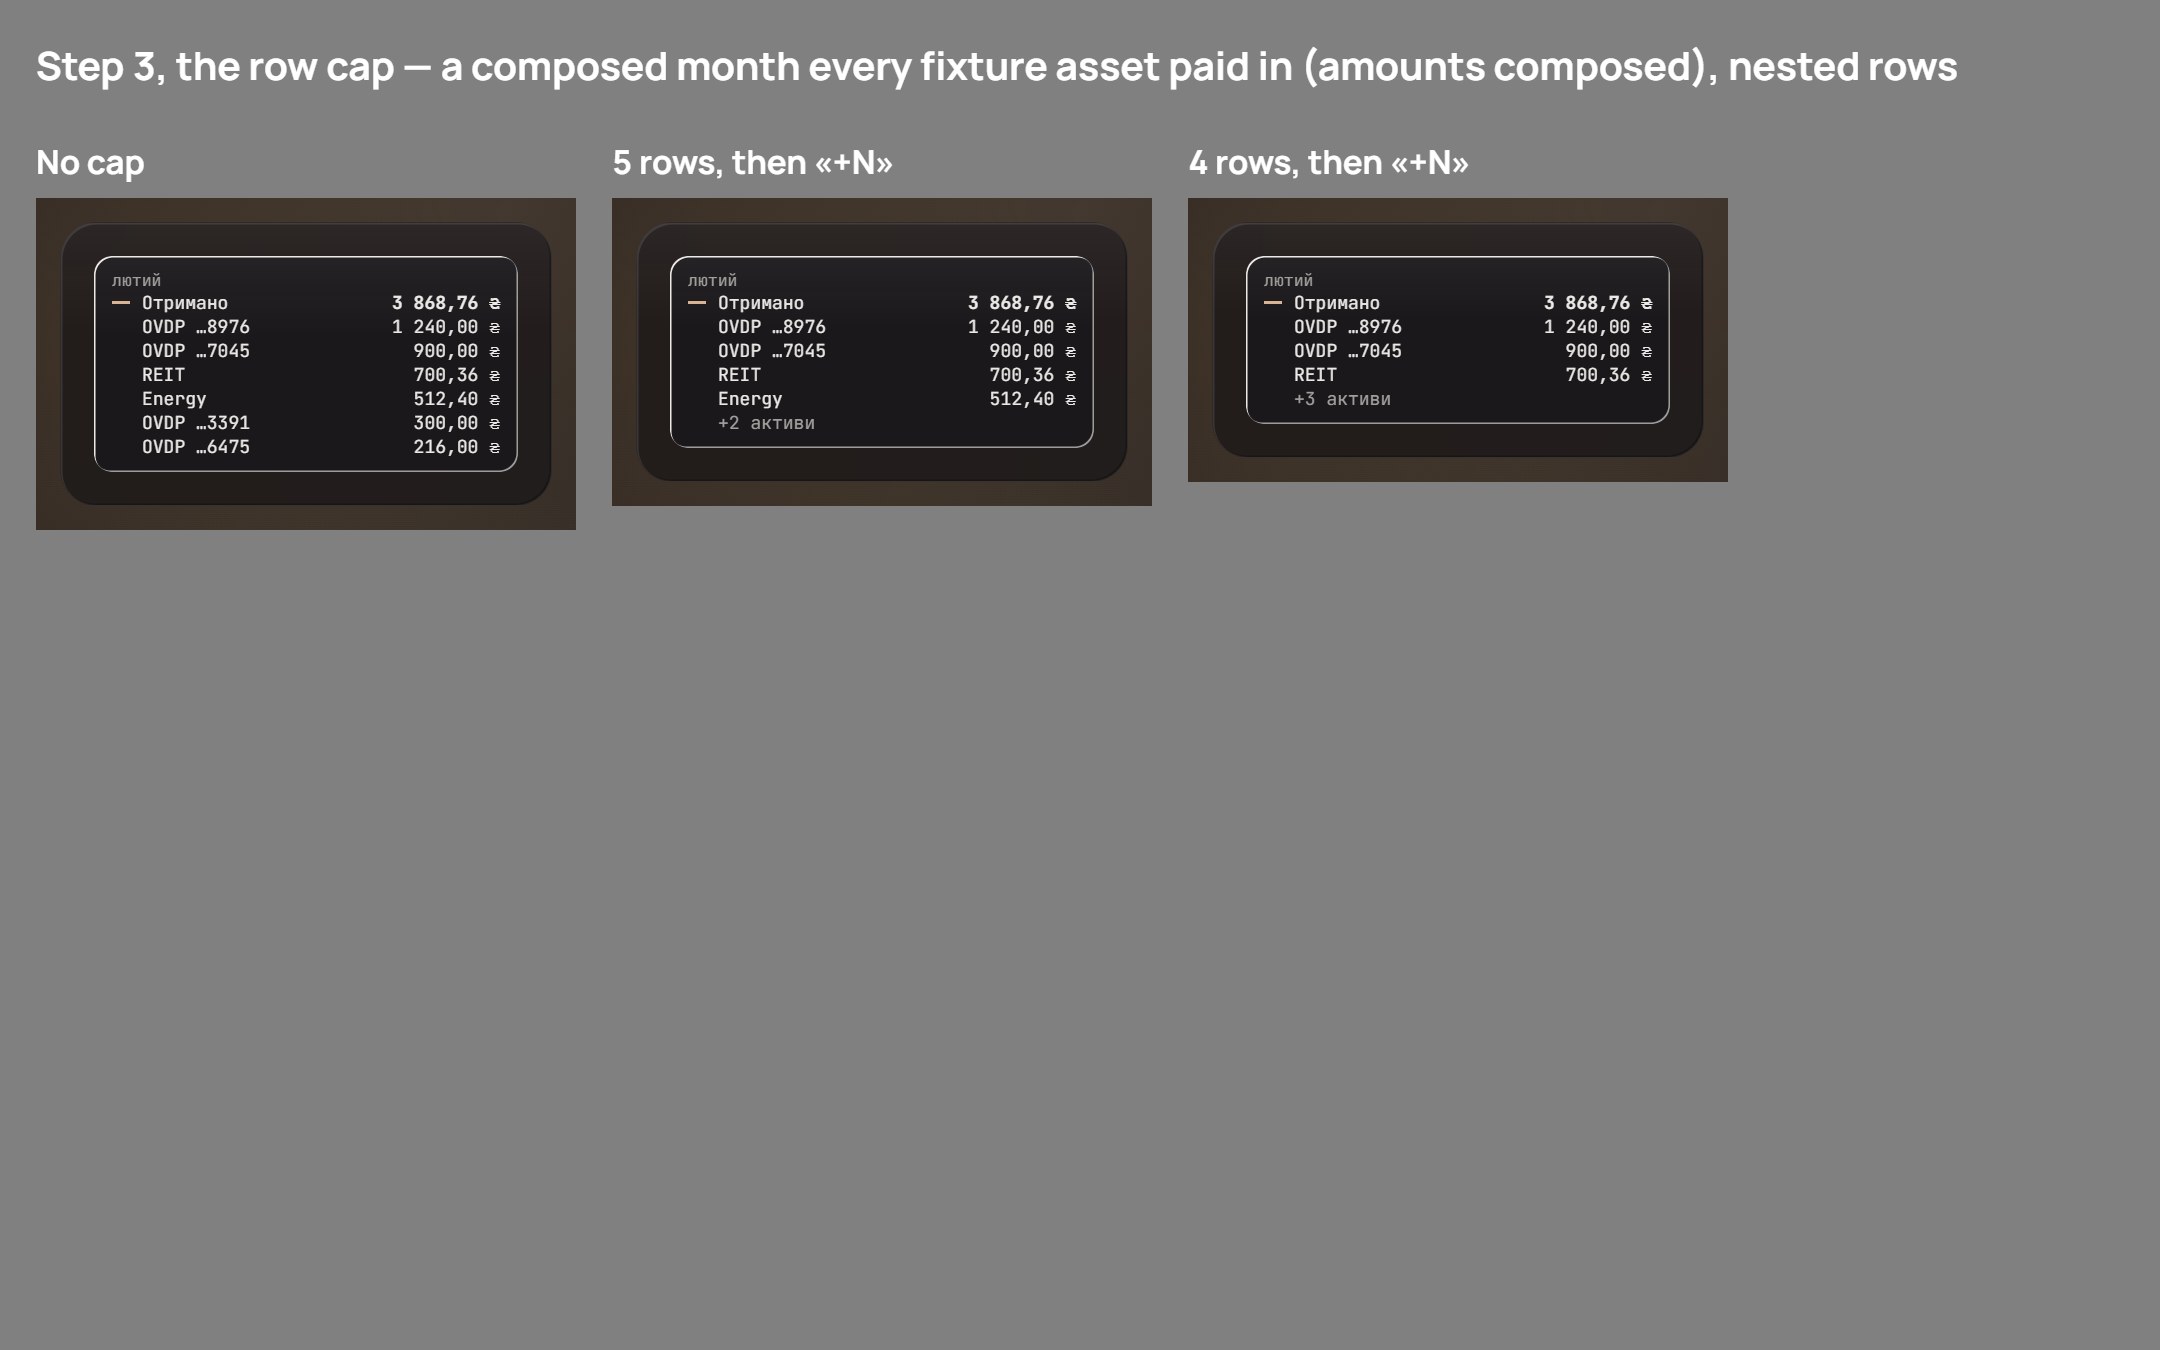 Step 3, the row cap — a composed month every fixture asset paid in (amounts composed), nested rows
No cap
лютий
Отримано 3 868,76 ₴
OVDP …8976 1 240,00 ₴
OVDP …7045 900,00 ₴
REIT 700,36 ₴
Energy 512,40 ₴
OVDP …3391 300,00 ₴
OVDP …6475 216,00 ₴
5 rows, then «+N»
лютий
Отримано 3 868,76 ₴
OVDP …8976 1 240,00 ₴
OVDP …7045 900,00 ₴
REIT 700,36 ₴
Energy 512,40 ₴
+2 активи
4 rows, then «+N»
лютий
Отримано 3 868,76 ₴
OVDP …8976 1 240,00 ₴
OVDP …7045 900,00 ₴
REIT 700,36 ₴
+3 активи